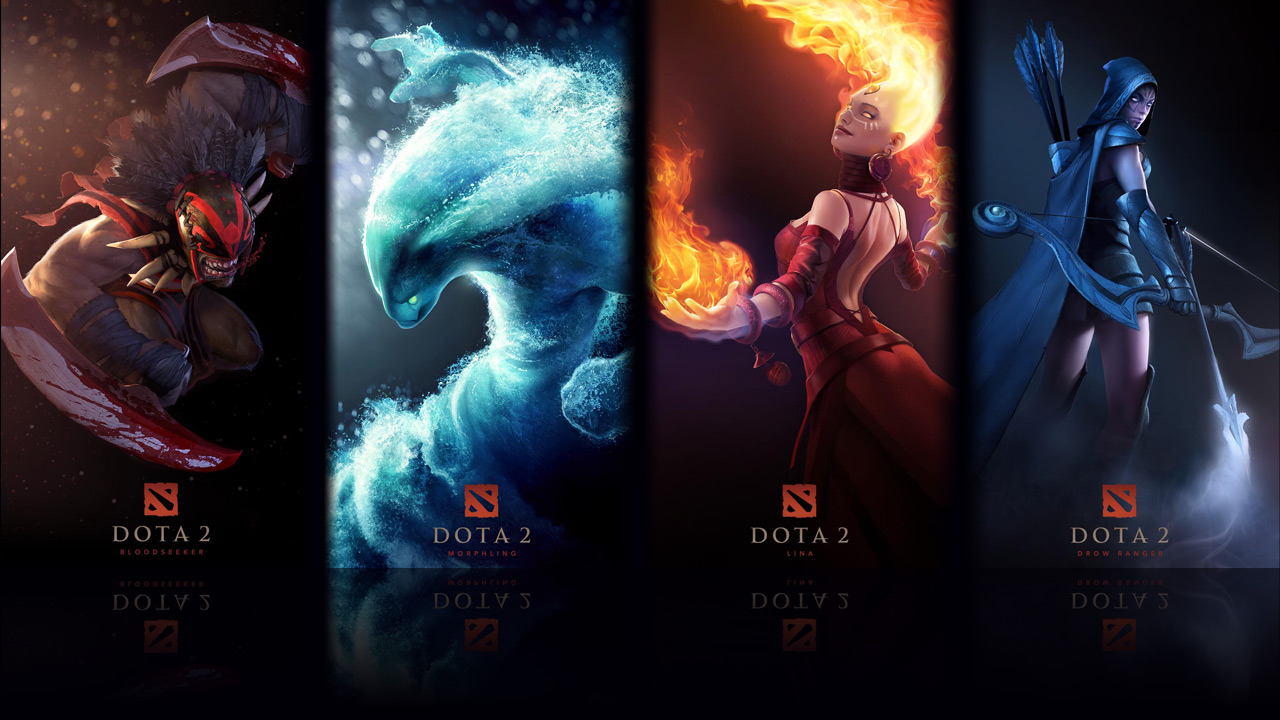 DOTA 2
BLOODSEEKER
DOTA 2
MORPHLING
DOTA 2
LINA
DOTA 2
DROW RANGER